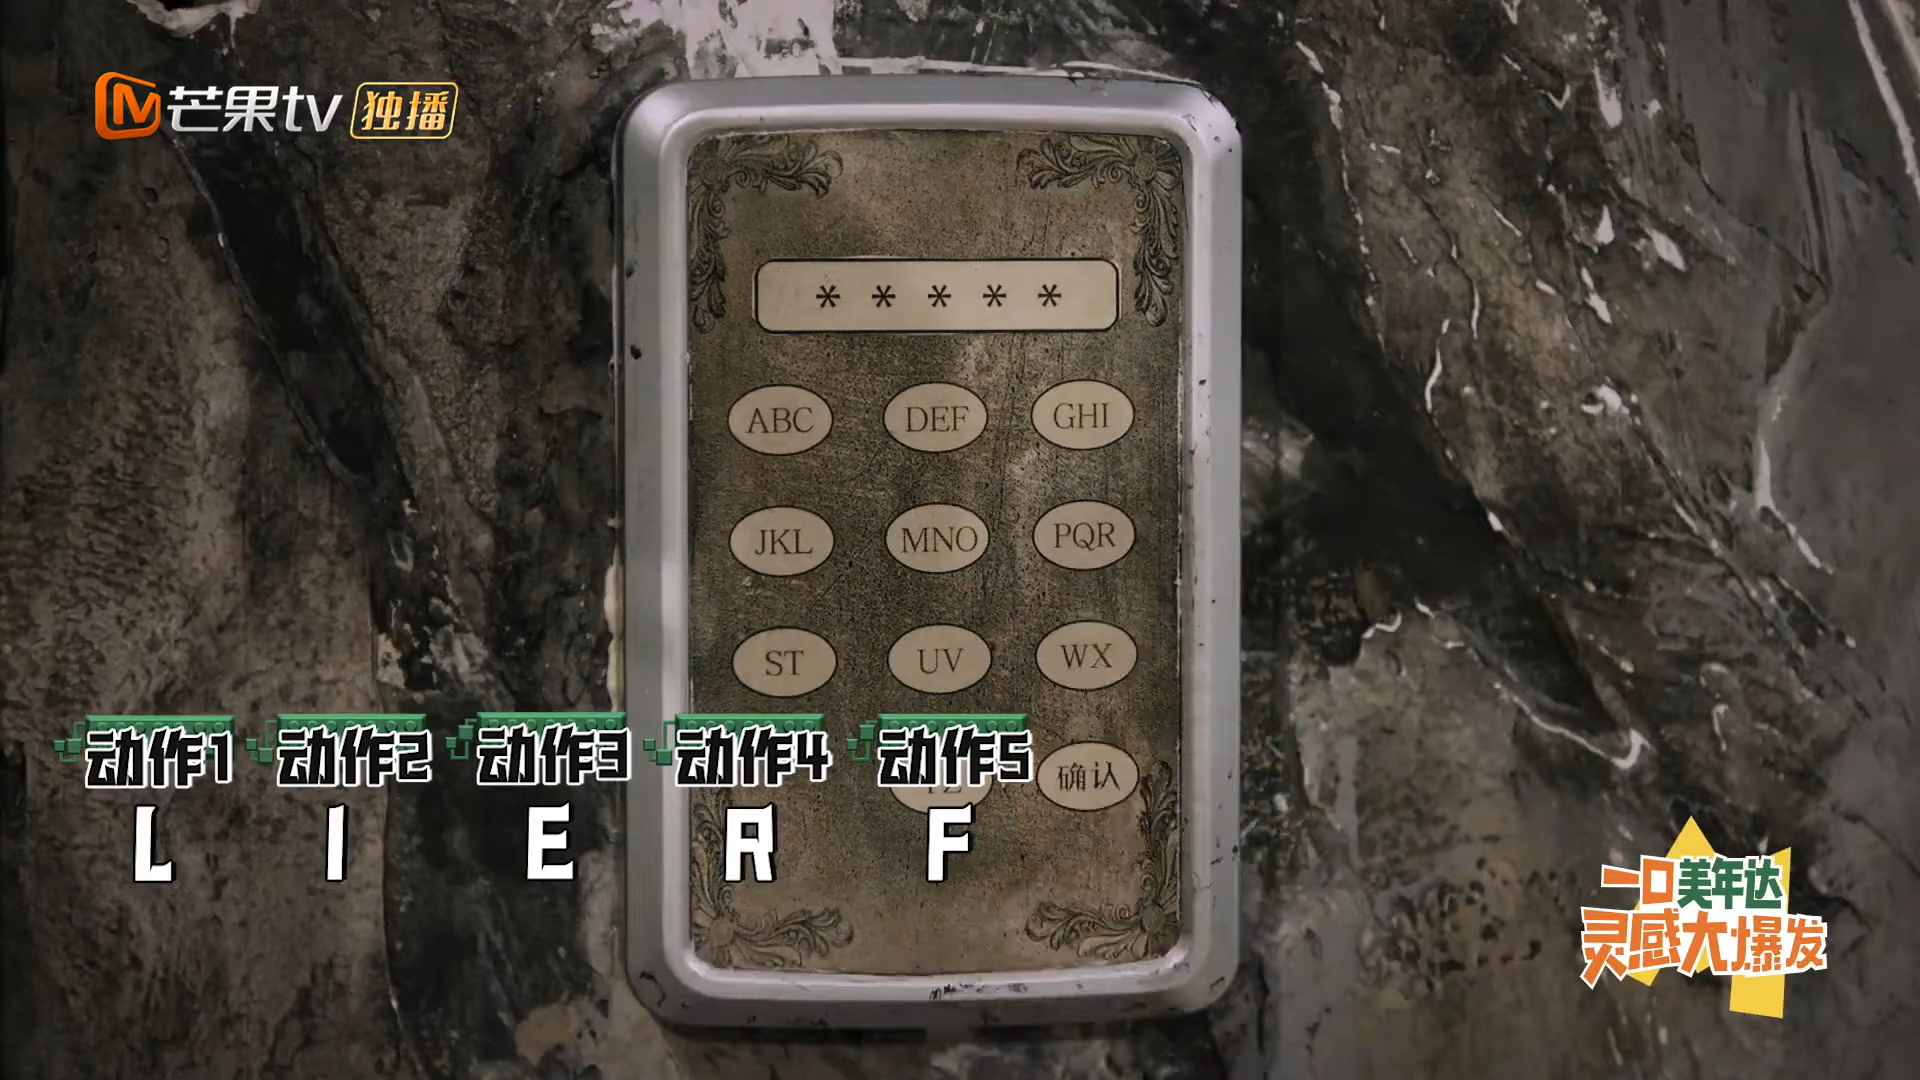 芒果tv 独播
* * * * *
ABC DEF GHI
JKL MNO PQR
ST UV WX
动作1 动作2 动作3 动作4 动作5
确认
L I E R F
一口美年达
灵感大爆发